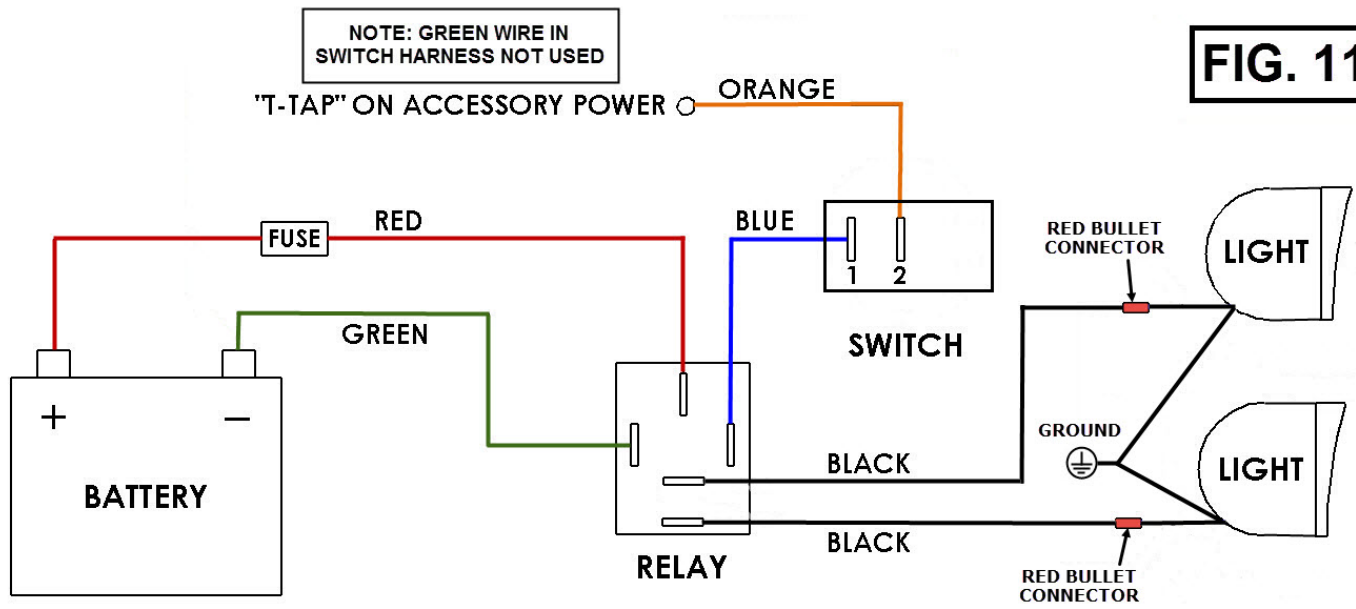 NOTE: GREEN WIRE IN
SWITCH HARNESS NOT USED
FIG. 11
"T-TAP" ON ACCESSORY POWER
ORANGE
FUSE
RED
BLUE
1 2
RED BULLET
CONNECTOR
LIGHT
GREEN
SWITCH
+ −
BATTERY
GROUND
BLACK
LIGHT
BLACK
RELAY
RED BULLET
CONNECTOR